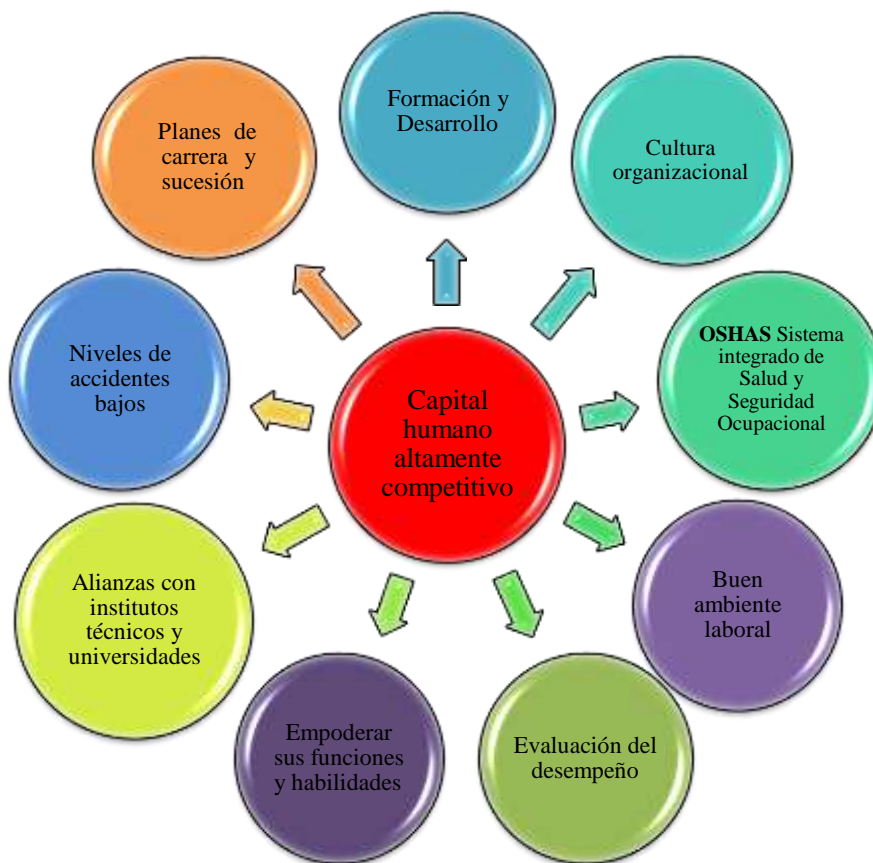 Formación y
Desarrollo
Cultura
organizacional
OSHAS Sistema
integrado de
Salud y
Seguridad
Ocupacional
Buen
ambiente
laboral
Evaluación del
desempeño
Empoderar
sus funciones
y habilidades
Alianzas con
institutos
técnicos y
universidades
Niveles de
accidentes
bajos
Planes de
carrera y
sucesión
Capital
humano
altamente
competitivo